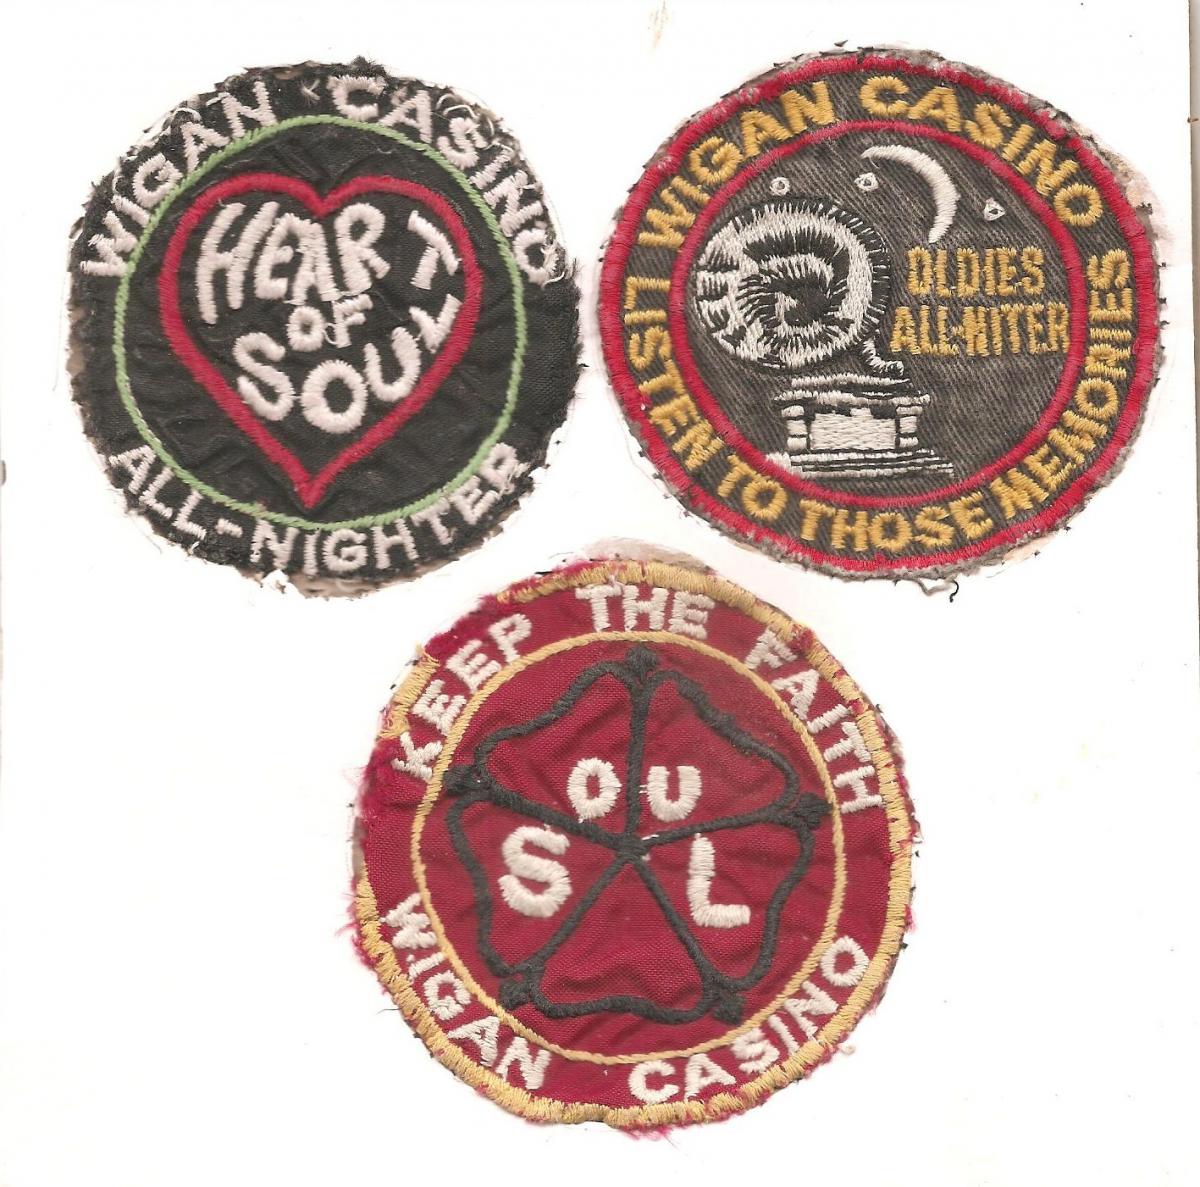 WIGAN CASINO
HEART
OF
SOUL
ALL-NIGHTER
WIGAN CASINO
OLDIES
ALL-NITER
LISTEN TO THOSE MEMORIES
KEEP THE FAITH
SOUL
WIGAN CASINO